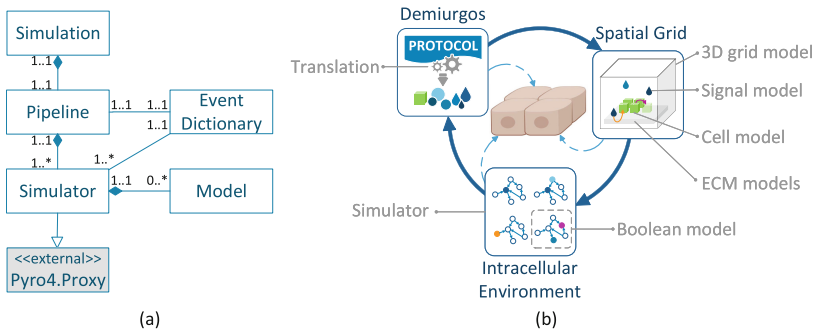 Simulation
1..1
1..1
Pipeline
1..1
1..1
Event
Dictionary
1..1
1..1
1..*
1..*
Simulator
1..1
0..*
Model
<<external>>
Pyro4.Proxy
(a)
Demiurgos
PROTOCOL
Translation
Spatial Grid
3D grid model
Signal model
Cell model
ECM models
Simulator
Boolean model
Intracellular
Environment
(b)